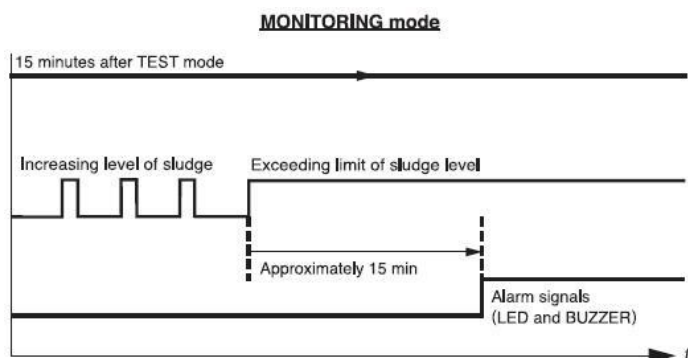 MONITORING mode
15 minutes after TEST mode
Increasing level of sludge
Exceeding limit of sludge level
Approximately 15 min
Alarm signals
(LED and BUZZER)
t